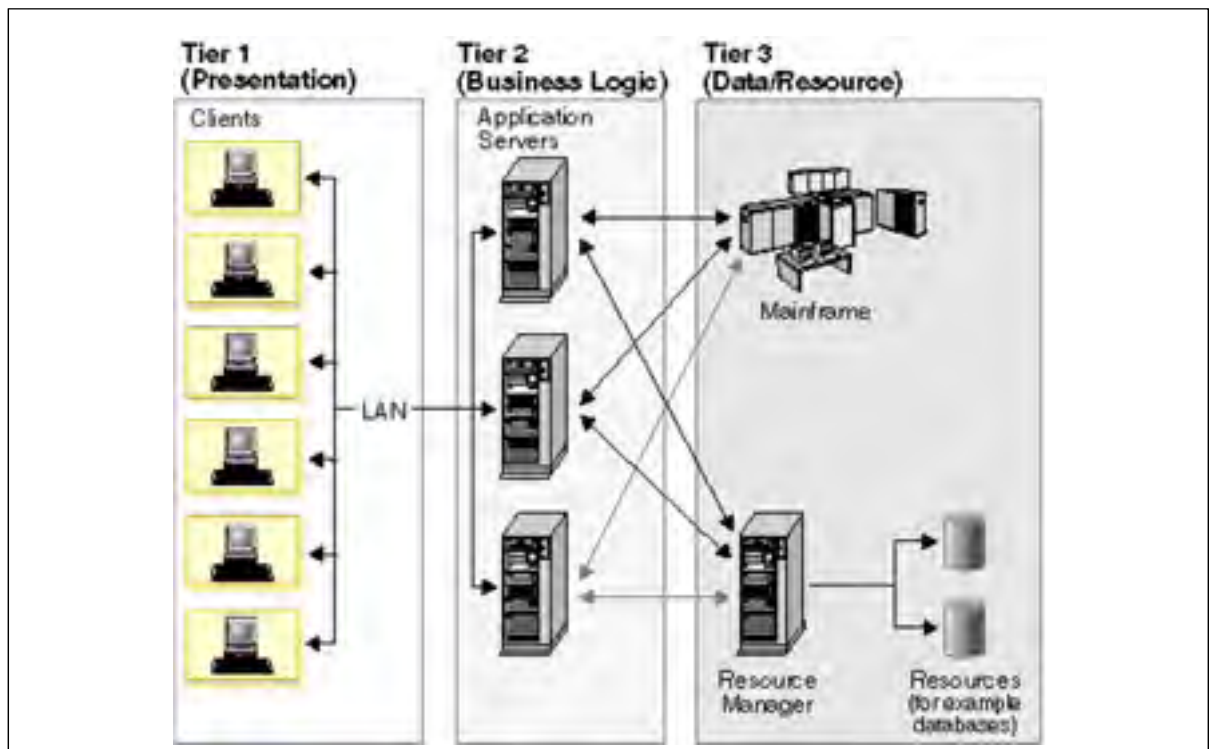 Tier 1
(Presentation)
Tier 2
(Business Logic)
Tier 3
(Data/Resource)
Clients
Application
Servers
Mainframe
LAN
Resource
Manager
Resources
(for example
databases)